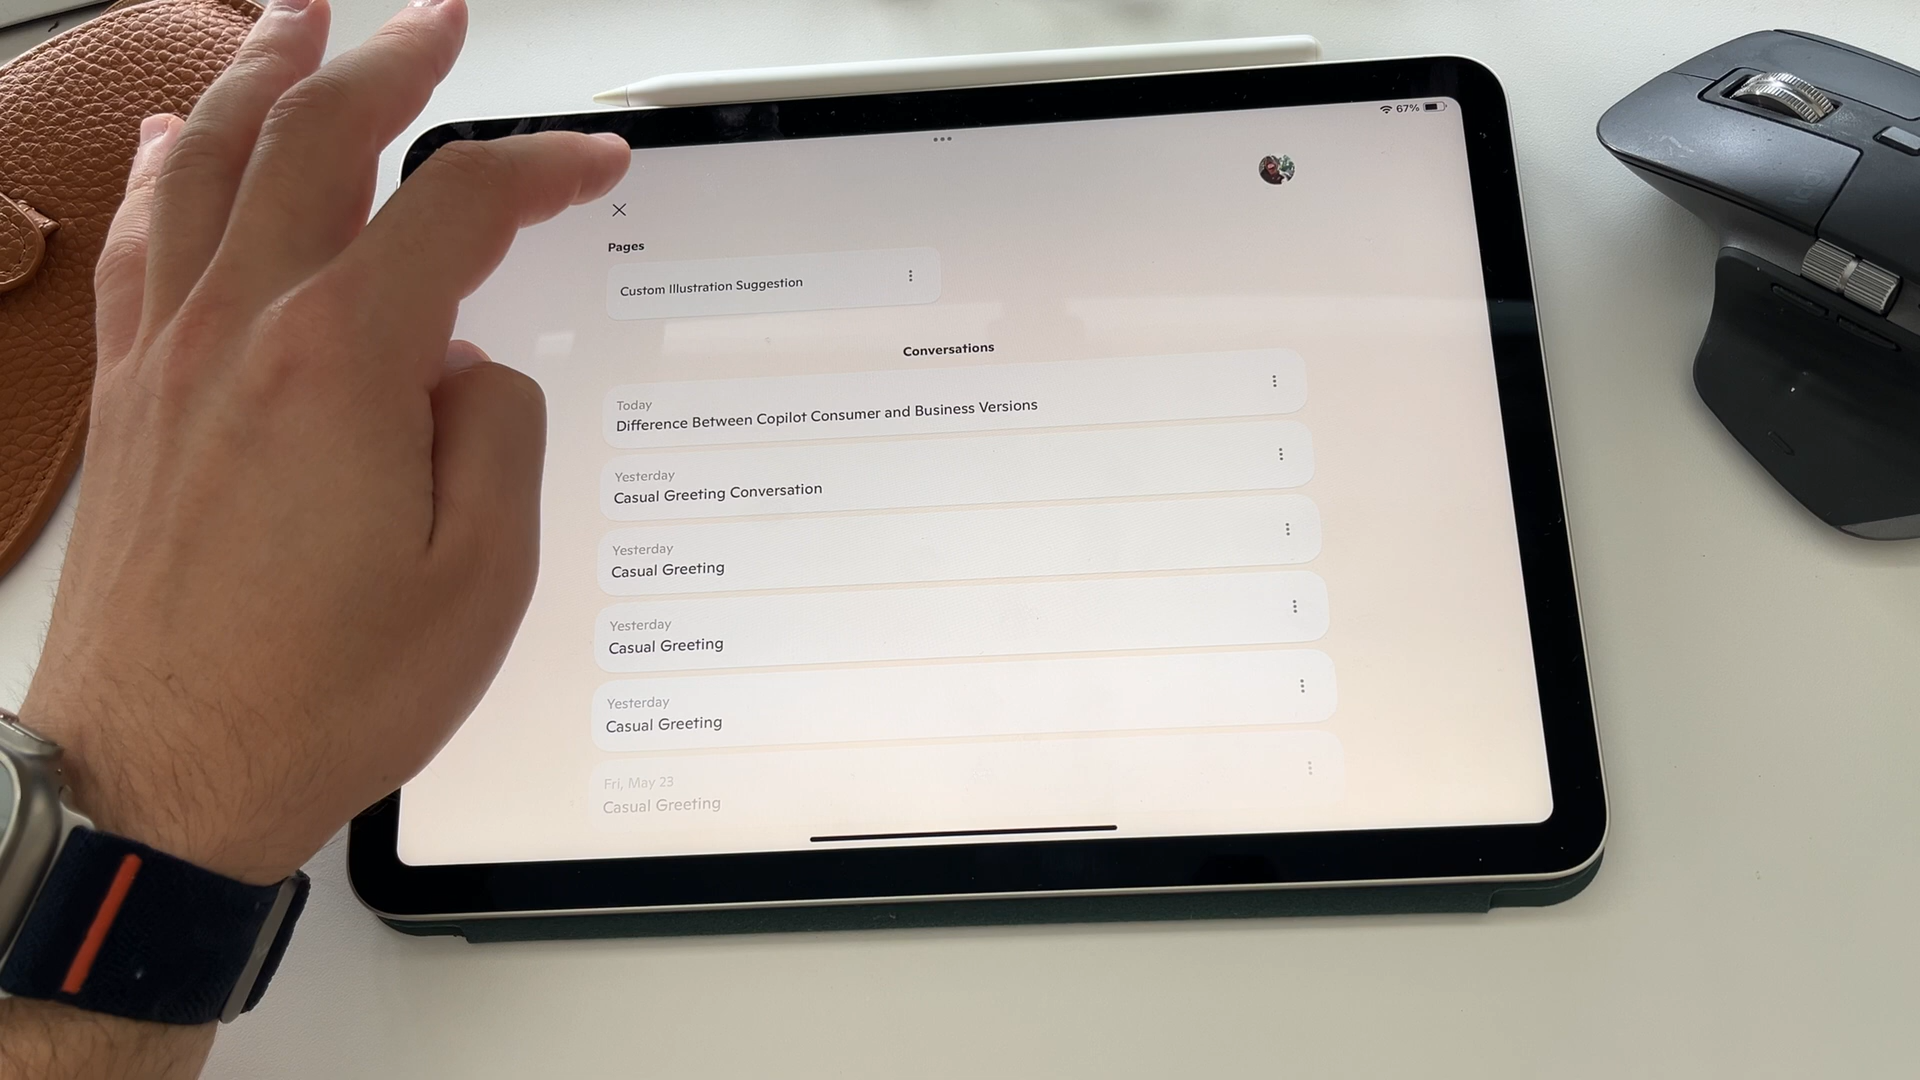 67%
Pages
Custom Illustration Suggestion
Conversations
Today
Difference Between Copilot Consumer and Business Versions
Yesterday
Casual Greeting Conversation
Yesterday
Casual Greeting
Yesterday
Casual Greeting
Yesterday
Casual Greeting
Fri, May 23
Casual Greeting
logi